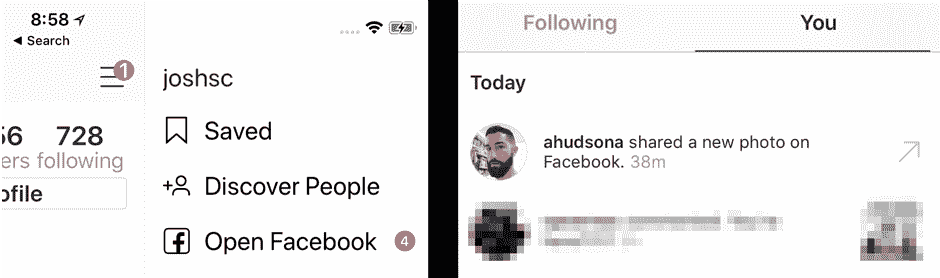 8:58
Search
1
56 728
ers following
ofile
joshsc
Saved
Discover People
Open Facebook 4
Following You
Today
ahudsona shared a new photo on
Facebook. 38m